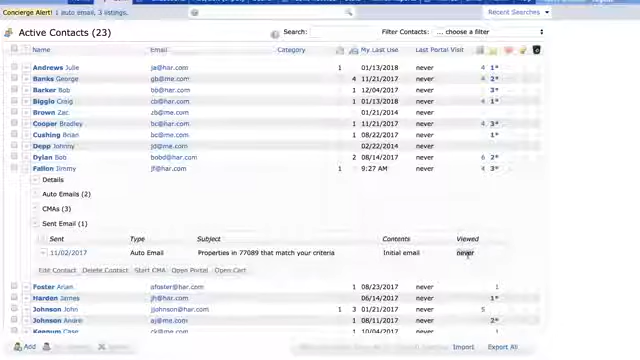 Concierge Alert! 1 auto email, 3 listings.
Recent Searches
Active Contacts (23)
Search:
Filter Contacts: ... choose a filter
Name Email Category My Last Use Last Portal Visit
Andrews Julie ja@har.com 1 01/13/2018 never 4 1*
Banks George gb@me.com 4 11/21/2017 never 4 2*
Barker Bob bb@me.com 1 12/04/2017 never 3*
Biggio Craig cb@har.com 1 01/13/2018 never 4 1*
Brown Zac bz@me.com 01/21/2014 never
Cooper Bradley bc@me.com 1 11/21/2017 never 4 3*
Cushing Brian bc@me.com 1 08/22/2017 never 1*
Depp Johnny jd@me.com 02/22/2014 never
Dylan Bob bobd@har.com 2 08/14/2017 never 6 2*
Fallon Jimmy jf@har.com 1 9:27 AM never 4 3*
Details
Auto Emails (2)
CMAs (3)
Sent Email (1)
Sent Type Subject Contents Viewed
11/02/2017 Auto Email Properties in 77089 that match your criteria Initial email never
Edit Contact Delete Contact Start CMA Open Portal Open Cart
Foster Arian afoster@har.com 1 08/23/2017 never 1
Harden James jh@har.com 06/14/2017 never 1*
Johnson John jjohnson@har.com 1 3 01/21/2017 never 5
Johnson Andre aj@me.com 1 08/11/2017 never 2*
Keenum Case ck@me.com 1 10/04/2017 never 1*
Add
Import Export All